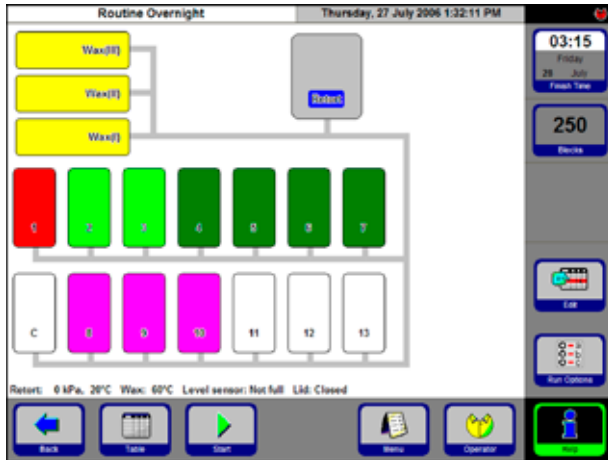 Routine Overnight
Thursday, 27 July 2006 1:32:11 PM
03:15
Friday
28 July
Finish Time
250
Blocks
Wax(III)
Wax(II)
Wax(I)
Retort
1 2 3 4 5 6 7
C 8 9 10 11 12 13
Edit
Run Options
Retort: 0 kPa, 20°C Wax: 60°C Level sensor: Not full Lid: Closed
Back
Table
Start
Menu
Operator
Help